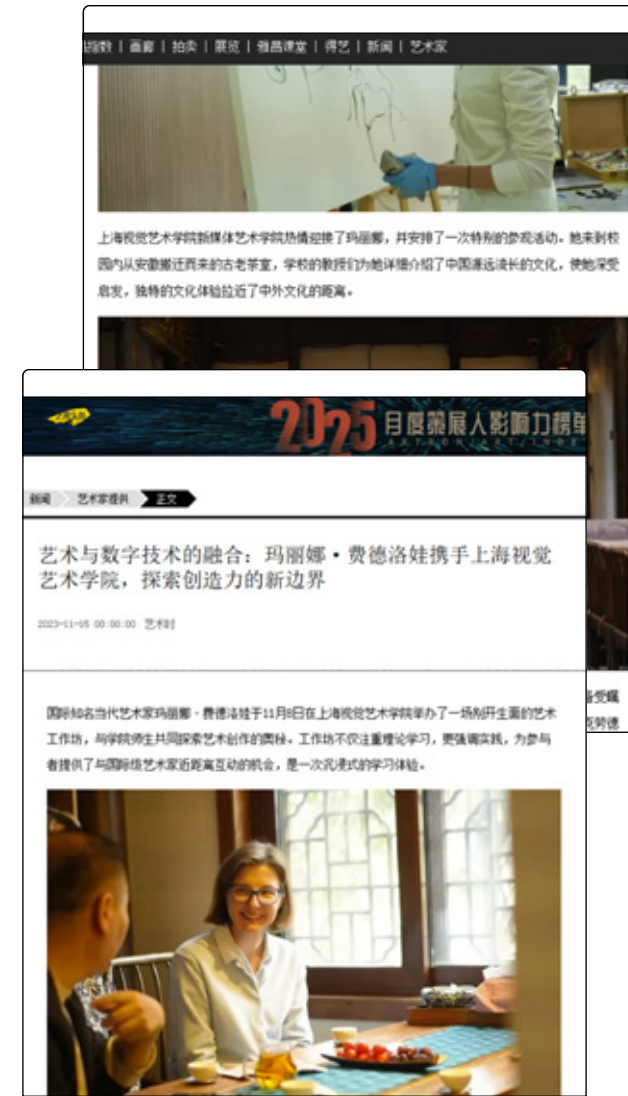 指数 | 画廊 | 拍卖 | 展览 | 雅昌课堂 | 得艺 | 新闻 | 艺术家
上海视觉艺术学院新媒体艺术学院热情迎接了玛丽娜，并安排了一次特别的参观活动。她来到校
园内从安徽搬迁而来的古老茶室，学校的教授们为她详细介绍了中国源远流长的文化，使她深受
启发，独特的文化体验拉近了中外文化的距离。
2025 月度策展人影响力榜单
新闻 艺术家提供 正文
艺术与数字技术的融合：玛丽娜·费德洛娃携手上海视觉
艺术学院，探索创造力的新边界
2023-11-15 00:00:00 艺术时
备受瞩
克劳德
国际知名当代艺术家玛丽娜·费德洛娃于11月8日在上海视觉艺术学院举办了一场别开生面的艺术
工作坊，与学院师生共同探索艺术创作的奥秘。工作坊不仅注重理论学习，更强调实践，为参与
者提供了与国际级艺术家近距离互动的机会，是一次沉浸式的学习体验。